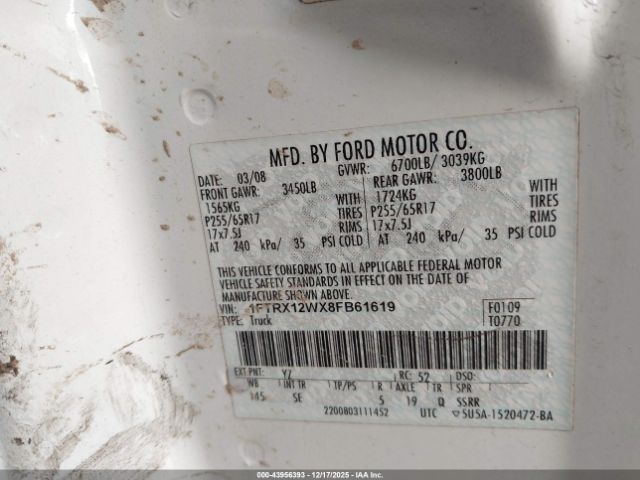 MFD. BY FORD MOTOR CO.
DATE: 03/08 GVWR: 6700LB/ 3039KG
FRONT GAWR: 3450LB REAR GAWR: 3800LB
1565KG WITH 1724KG WITH
P255/65R17 TIRES P255/65R17 TIRES
17x7.5J RIMS 17x7.5J RIMS
AT 240 kPa/ 35 PSI COLD AT 240 kPa/ 35 PSI COLD
THIS VEHICLE CONFORMS TO ALL APPLICABLE FEDERAL MOTOR
VEHICLE SAFETY STANDARDS IN EFFECT ON THE DATE OF
MANUFACTURE SHOWN ABOVE.
VIN: 1FTRX12WX8FB61619 F0109
TYPE: Truck T0770
EXT PNT: YZ RC: 52 DSO:
WB INT TR TP/PS R AXLE TR SPR
145 SE 5 19 Q SSRR
2200803111452 UTC 5U5A-1520472-BA
000-43956393 - 12/17/2025 - IAAI.com